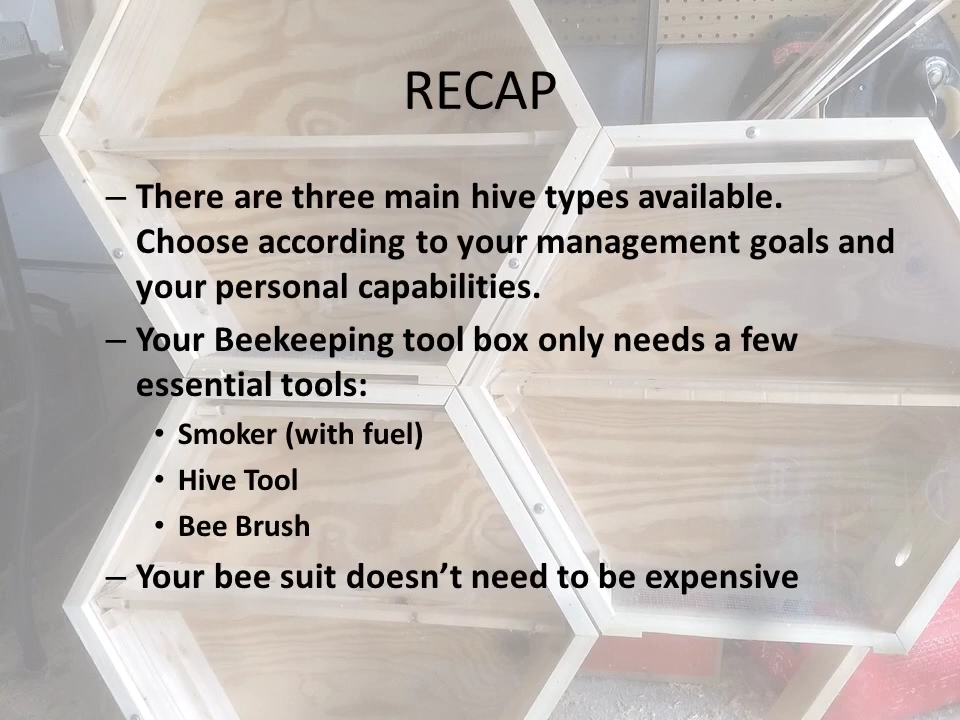 RECAP
– There are three main hive types available.
Choose according to your management goals and
your personal capabilities.
– Your Beekeeping tool box only needs a few
essential tools:
• Smoker (with fuel)
• Hive Tool
• Bee Brush
– Your bee suit doesn’t need to be expensive